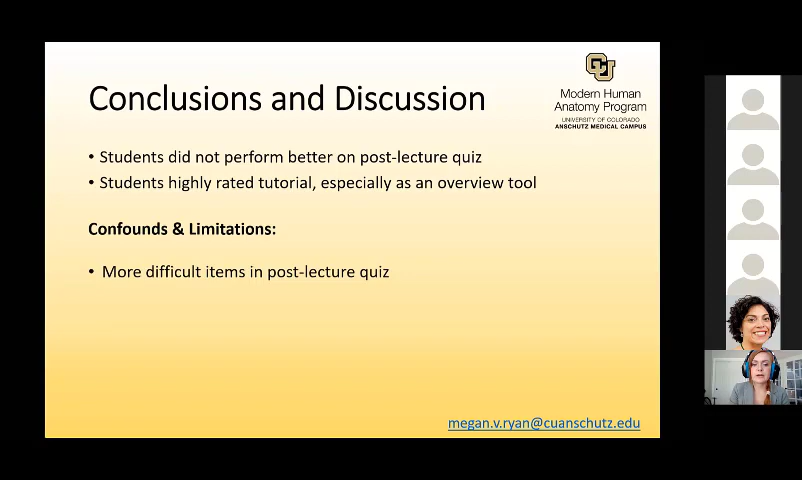 Conclusions and Discussion
Modern Human
Anatomy Program
UNIVERSITY OF COLORADO
ANSCHUTZ MEDICAL CAMPUS
• Students did not perform better on post-lecture quiz
• Students highly rated tutorial, especially as an overview tool
Confounds & Limitations:
• More difficult items in post-lecture quiz
megan.v.ryan@cuanschutz.edu